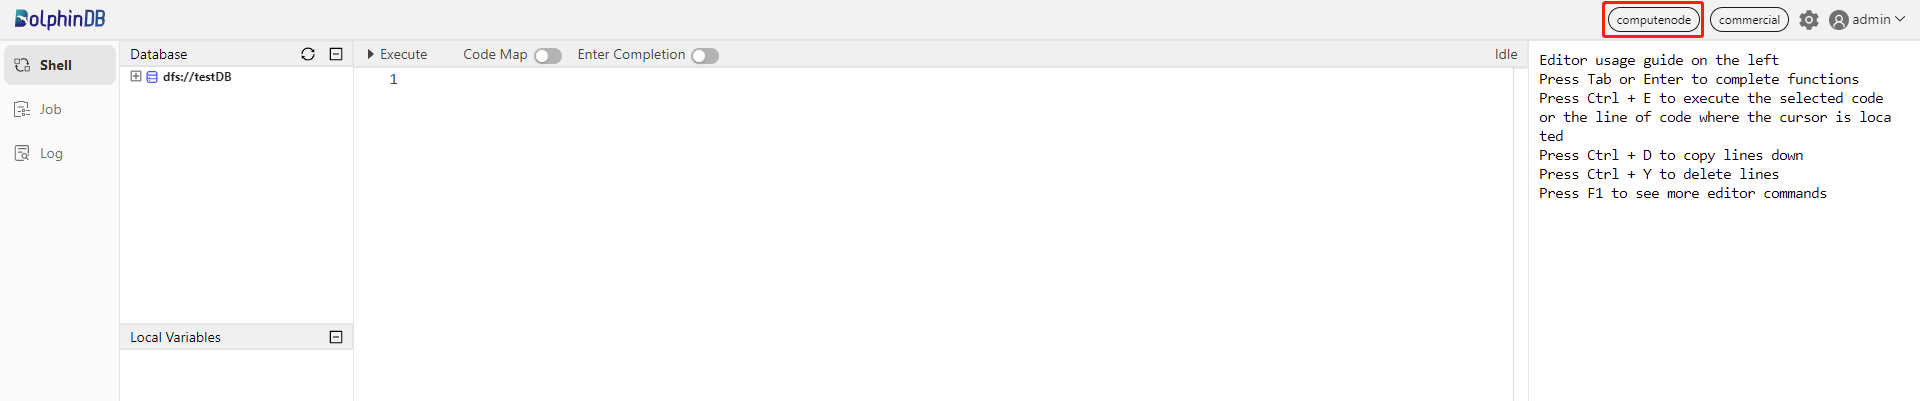 DolphinDB
computenode
commercial
admin
Shell
Job
Log
Database
dfs://testDB
Local Variables
Execute
Code Map
Enter Completion
Idle
1
Editor usage guide on the left
Press Tab or Enter to complete functions
Press Ctrl + E to execute the selected code
or the line of code where the cursor is loca
ted
Press Ctrl + D to copy lines down
Press Ctrl + Y to delete lines
Press F1 to see more editor commands